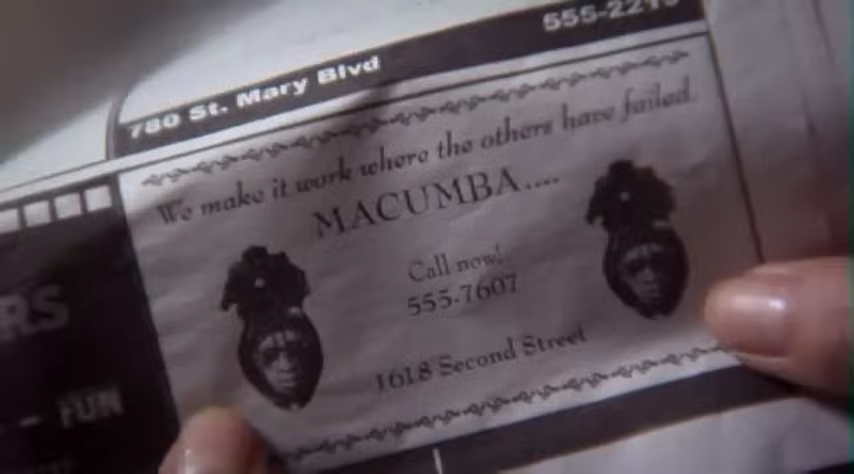 555-221
780 St. Mary Blvd
We make it work where the others have failed.
MACUMBA....
Call now!
555-7607
1618 Second Street
RS
- FUN